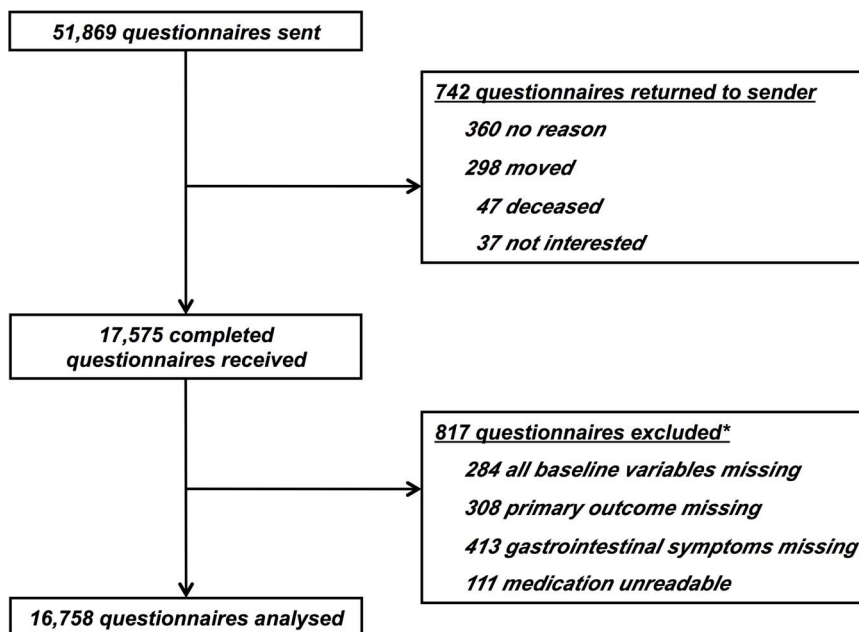 51,869 questionnaires sent
742 questionnaires returned to sender
360 no reason
298 moved
47 deceased
37 not interested
17,575 completed
questionnaires received
817 questionnaires excluded*
284 all baseline variables missing
308 primary outcome missing
413 gastrointestinal symptoms missing
111 medication unreadable
16,758 questionnaires analysed